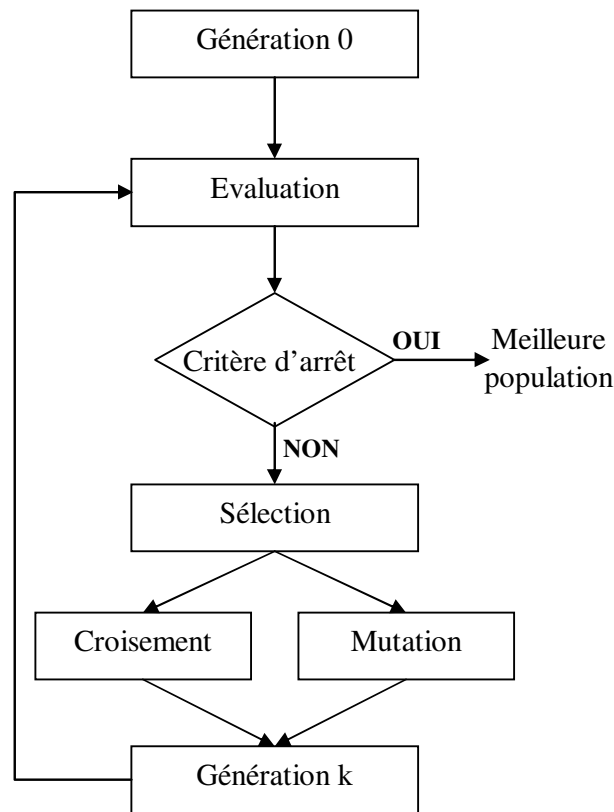 Génération 0
Evaluation
Critère d'arrêt
OUI
Meilleure
population
NON
Sélection
Croisement
Mutation
Génération k